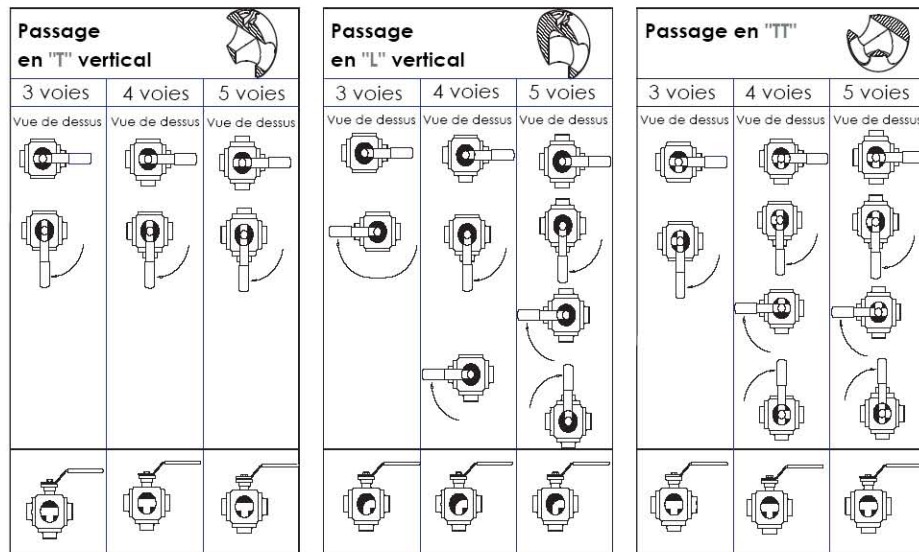 Passage
en "T" vertical
3 voies 4 voies 5 voies
Vue de dessus Vue de dessus Vue de dessus
Passage
en "L" vertical
3 voies 4 voies 5 voies
Vue de dessus Vue de dessus Vue de dessus
Passage en "TT"
3 voies 4 voies 5 voies
Vue de dessus Vue de dessus Vue de dessus